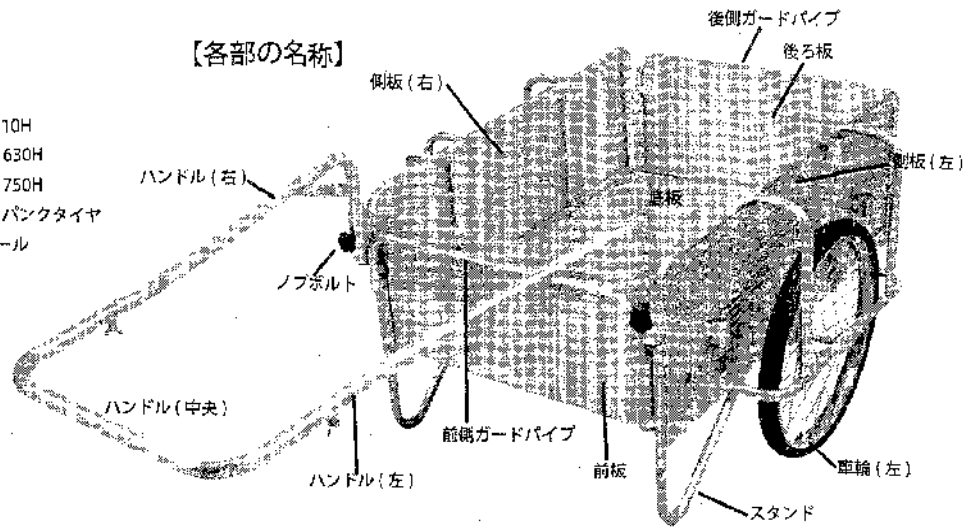 【各部の名称】
10H
630H
750H
パンクタイヤ
ール
後側ガードパイプ
後ろ板
側板(右)
側板(左)
ハンドル(右)
底板
ノブボルト
ハンドル(中央)
ハンドル(左)
前側ガードパイプ
前板
車輪(左)
スタンド